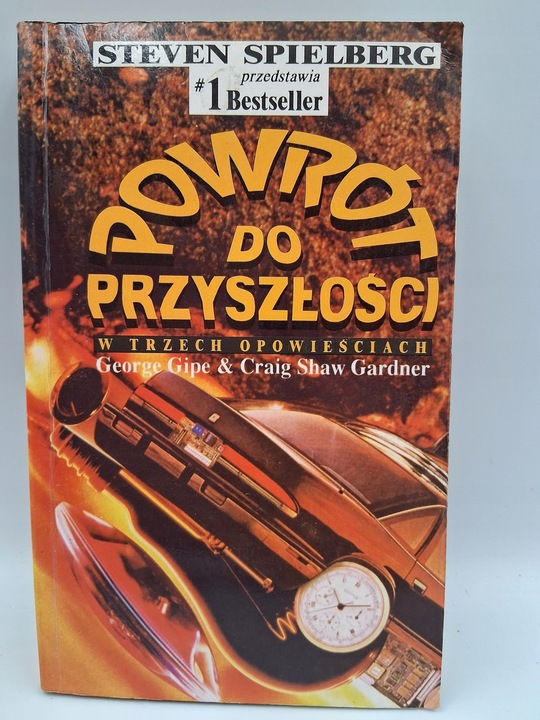 STEVEN SPIELBERG
przedstawia
#1 Bestseller
POWRÓT
DO
PRZYSZŁOŚCI
W TRZECH OPOWIEŚCIACH
George Gipe & Craig Shaw Gardner